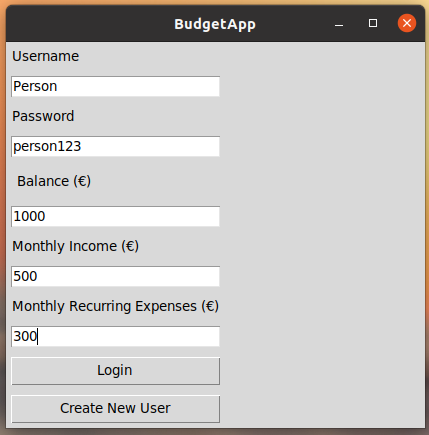 BudgetApp
Username
Person
Password
person123
Balance (€)
1000
Monthly Income (€)
500
Monthly Recurring Expenses (€)
300
Login
Create New User